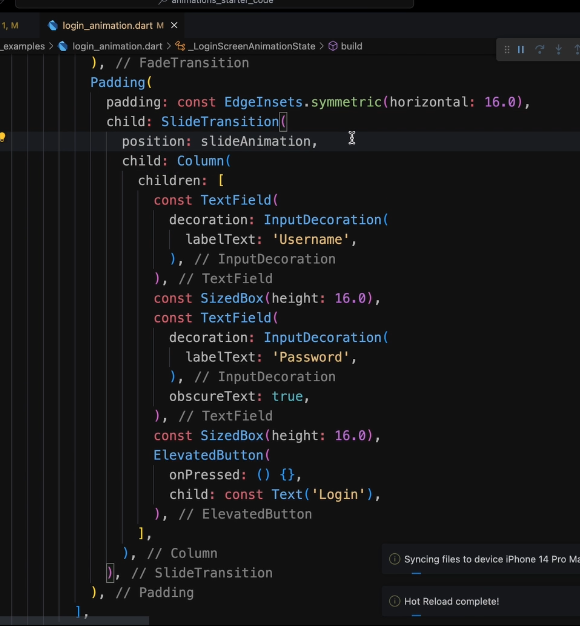 animations_starter_code
1, M
login_animation.dart M ×
_examples > login_animation.dart > _LoginScreenAnimationState > build
), // FadeTransition
Padding(
padding: const EdgeInsets.symmetric(horizontal: 16.0),
child: SlideTransition(
position: slideAnimation,
child: Column(
children: [
const TextField(
decoration: InputDecoration(
labelText: 'Username',
), // InputDecoration
), // TextField
const SizedBox(height: 16.0),
const TextField(
decoration: InputDecoration(
labelText: 'Password',
), // InputDecoration
obscureText: true,
), // TextField
const SizedBox(height: 16.0),
ElevatedButton(
onPressed: () {},
child: const Text('Login'),
), // ElevatedButton
],
), // Column
), // SlideTransition
), // Padding
],
Syncing files to device iPhone 14 Pro Ma
Hot Reload complete!